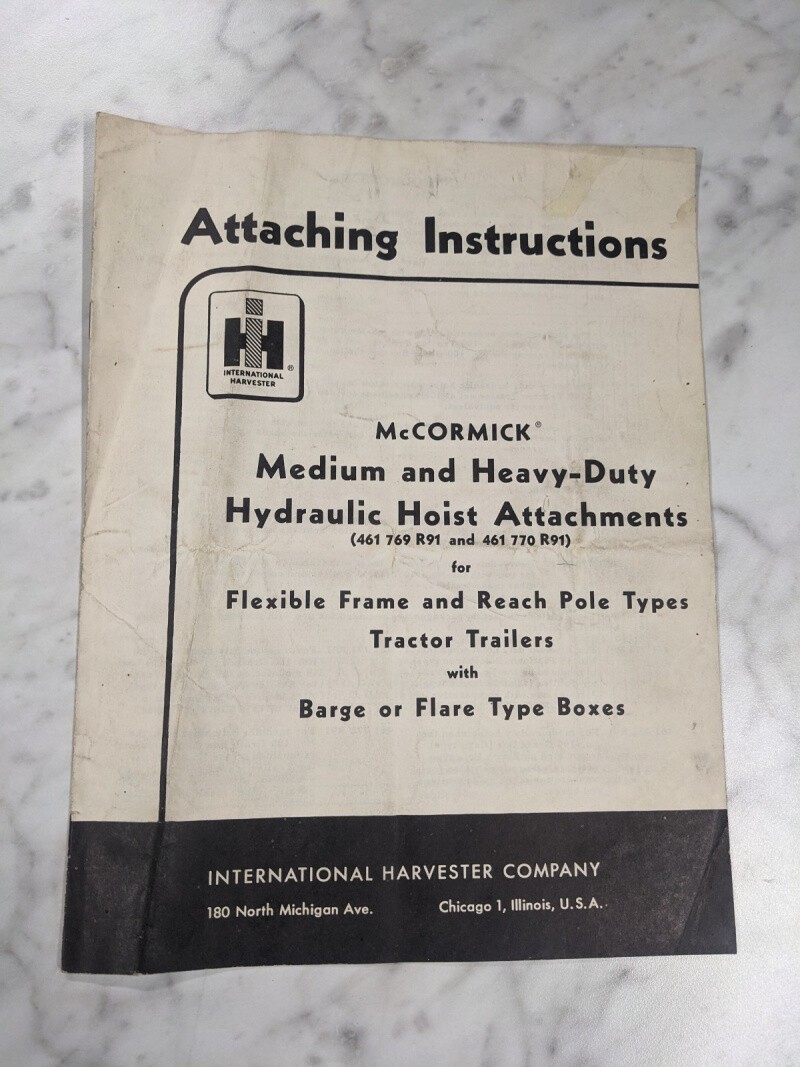 Attaching Instructions
IH
®
INTERNATIONAL
HARVESTER
McCORMICK®
Medium and Heavy-Duty
Hydraulic Hoist Attachments
(461 769 R91 and 461 770 R91)
for
Flexible Frame and Reach Pole Types
Tractor Trailers
with
Barge or Flare Type Boxes
INTERNATIONAL HARVESTER COMPANY
180 North Michigan Ave. Chicago 1, Illinois, U.S.A.